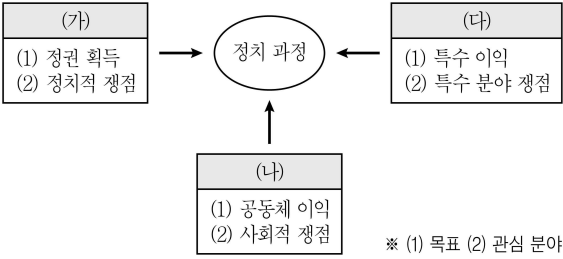 (가)
(1) 정권 획득
(2) 정치적 쟁점
정치 과정
(다)
(1) 특수 이익
(2) 특수 분야 쟁점
(나)
(1) 공동체 이익
(2) 사회적 쟁점
※ (1) 목표 (2) 관심 분야